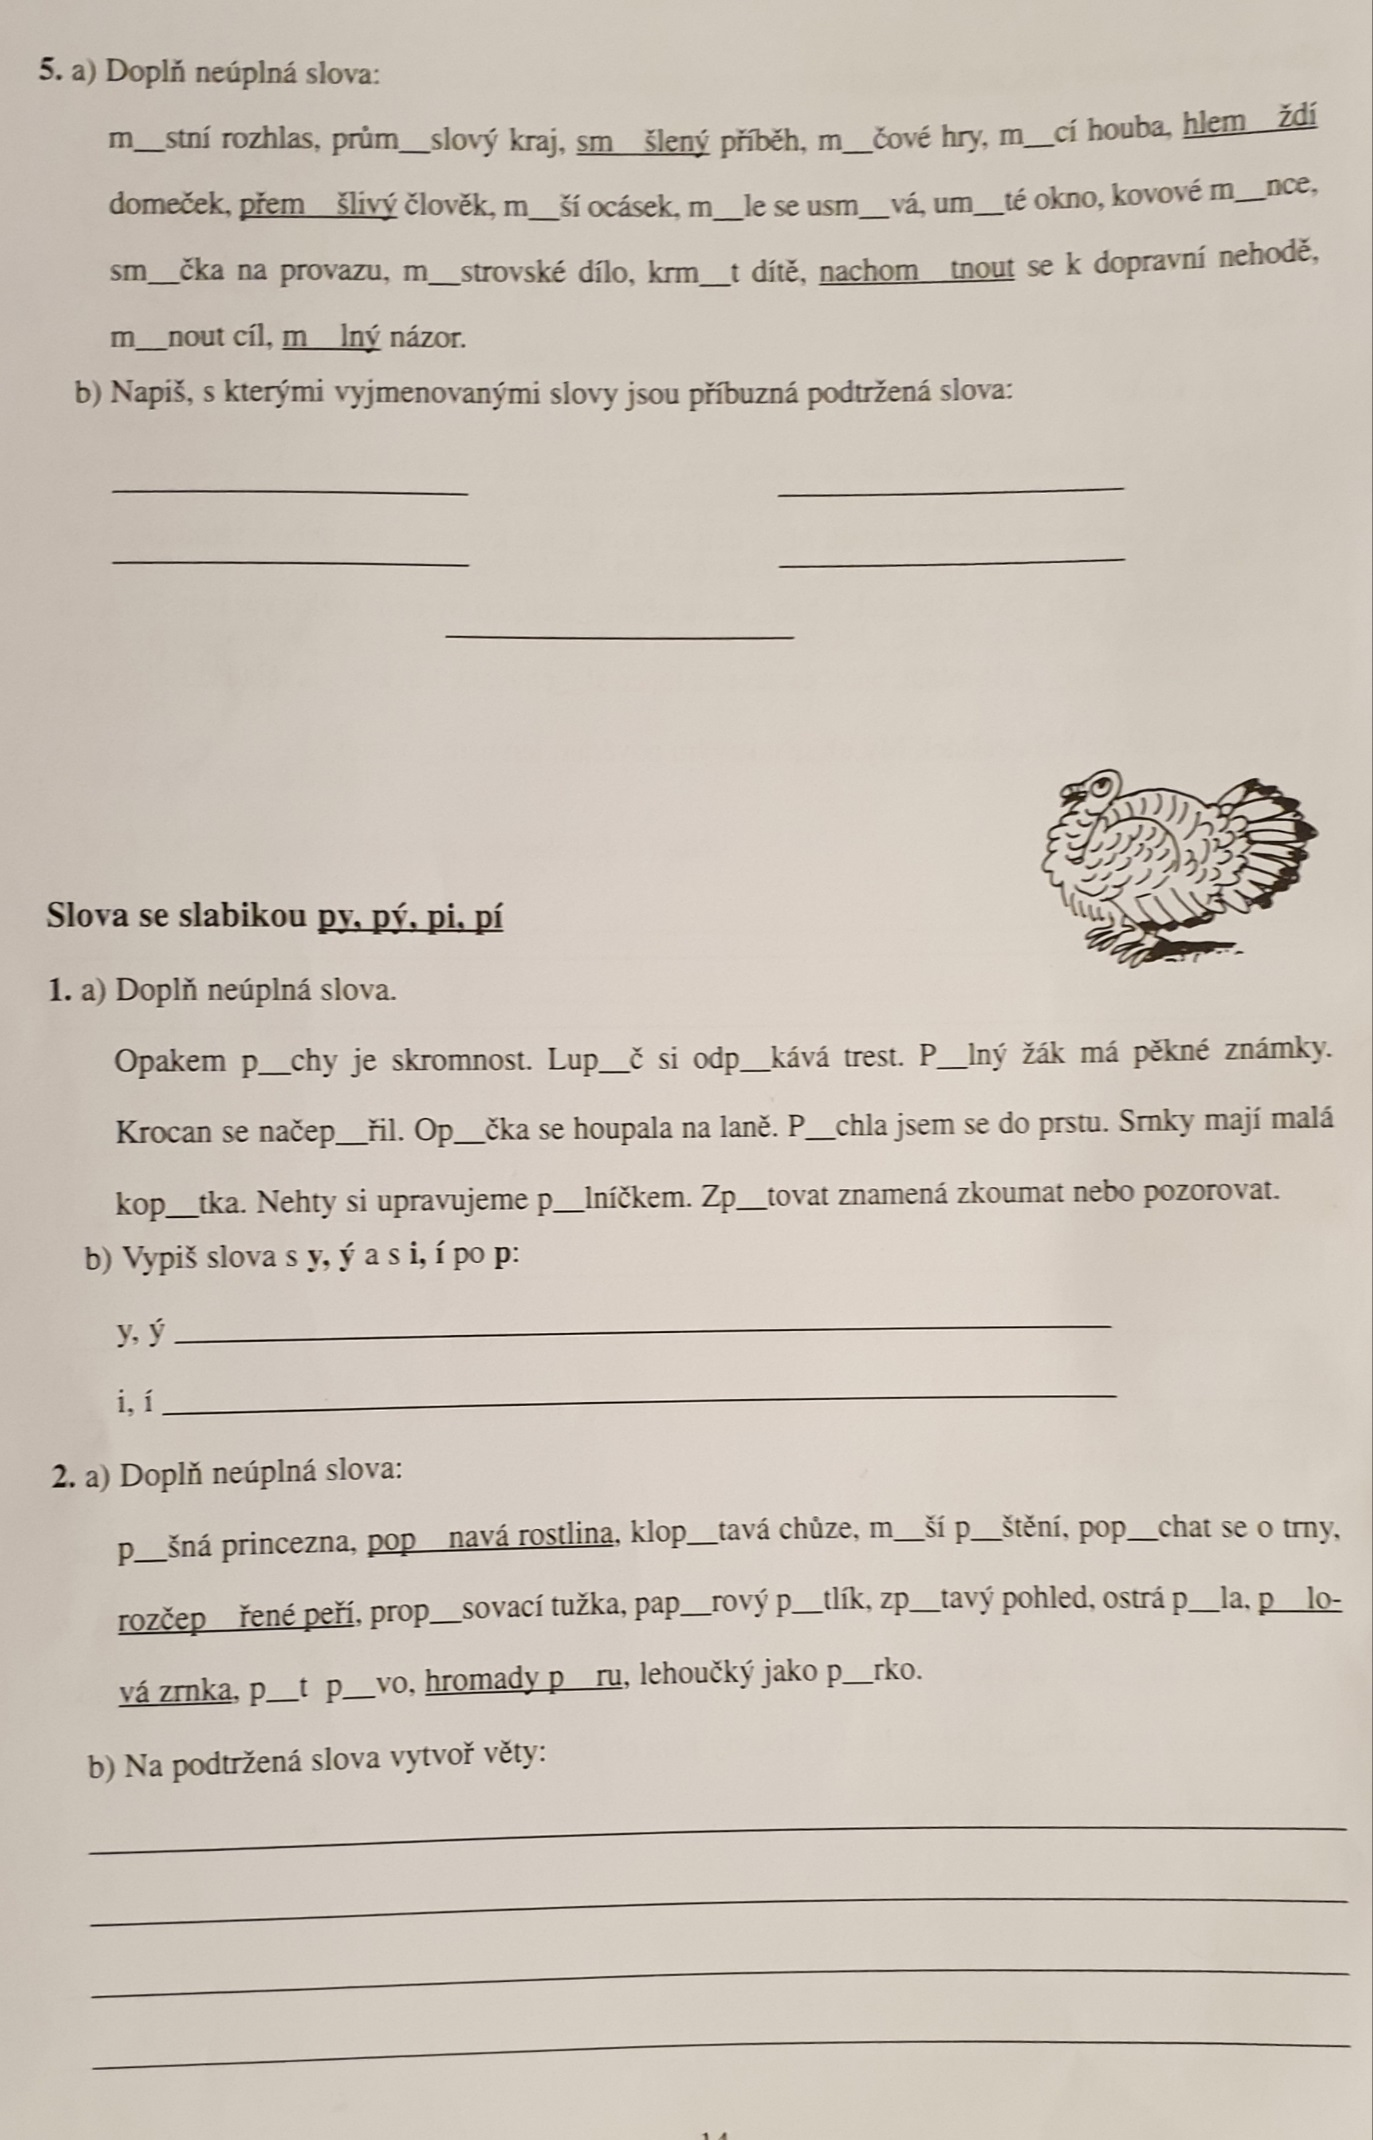 5. a) Doplň neúplná slova:
m__stní rozhlas, prům__slový kraj, sm__šlený příběh, m__čové hry, m__cí houba, hlem__ždí
domeček, přem__šlivý člověk, m__ší ocásek, m__le se usm__vá, um__té okno, kovové m__nce,
sm__čka na provazu, m__strovské dílo, krm__t dítě, nachom__tnout se k dopravní nehodě,
m__nout cíl, m__lný názor.
b) Napiš, s kterými vyjmenovanými slovy jsou příbuzná podtržená slova:
Slova se slabikou py, pý, pi, pí
1. a) Doplň neúplná slova.
Opakem p__chy je skromnost. Lup__č si odp__kává trest. P__lný žák má pěkné známky.
Krocan se načep__řil. Op__čka se houpala na laně. P__chla jsem se do prstu. Srnky mají malá
kop__tka. Nehty si upravujeme p__lníčkem. Zp__tovat znamená zkoumat nebo pozorovat.
b) Vypiš slova s y, ý a s i, í po p:
y, ý
i, í
2. a) Doplň neúplná slova:
p__šná princezna, pop__navá rostlina, klop__tavá chůze, m__ší p__štění, pop__chat se o trny,
rozčep__řené peří, prop__sovací tužka, pap__rový p__tlík, zp__tavý pohled, ostrá p__la, p__lo-
vá zrnka, p__t p__vo, hromady p__ru, lehoučký jako p__rko.
b) Na podtržená slova vytvoř věty: